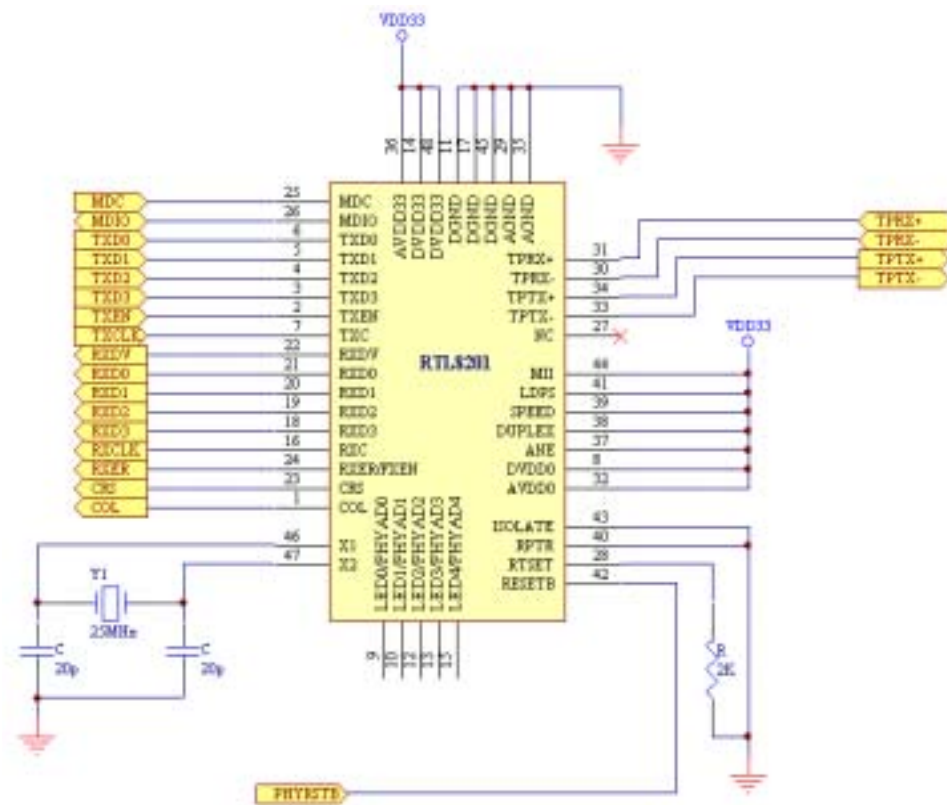 VDD33
36 14 48 11 17 45 29 35
AVDD33 DVDD33 DVDD33 DGND DGND DGND AGND AGND
MDC 25 MDC
MDIO 26 MDIO
TXD0 6 TXD0
TXD1 5 TXD1
TXD2 4 TXD2
TXD3 3 TXD3
TXEN 2 TXEN
TXCLK 7 TXC
RXDV 22 RXDV
RXD0 21 RXD0
RXD1 20 RXD1
RXD2 19 RXD2
RXD3 18 RXD3
RXCLK 16 RXC
RXER 24 RXER/FXEN
CRS 23 CRS
COL 1 COL
46 X1
47 X2
RTL8201
TPRX+ 31 TPRX+
TPRX- 30 TPRX-
TPTX+ 34 TPTX+
TPTX- 33 TPTX-
NC 27
VDD33
MII 44
LDPS 41
SPEED 39
DUPLEX 38
ANE 37
DVDD0 8
AVDD0 32
ISOLATE 43
RPTR 40
RTSET 28
RESETB 42
LED0/PHYAD0 LED1/PHYAD1 LED2/PHYAD2 LED3/PHYAD3 LED4/PHYAD4
9 10 12 13 15
Y1
25MHz
C
20p
C
20p
R
2K
PHYRSTB